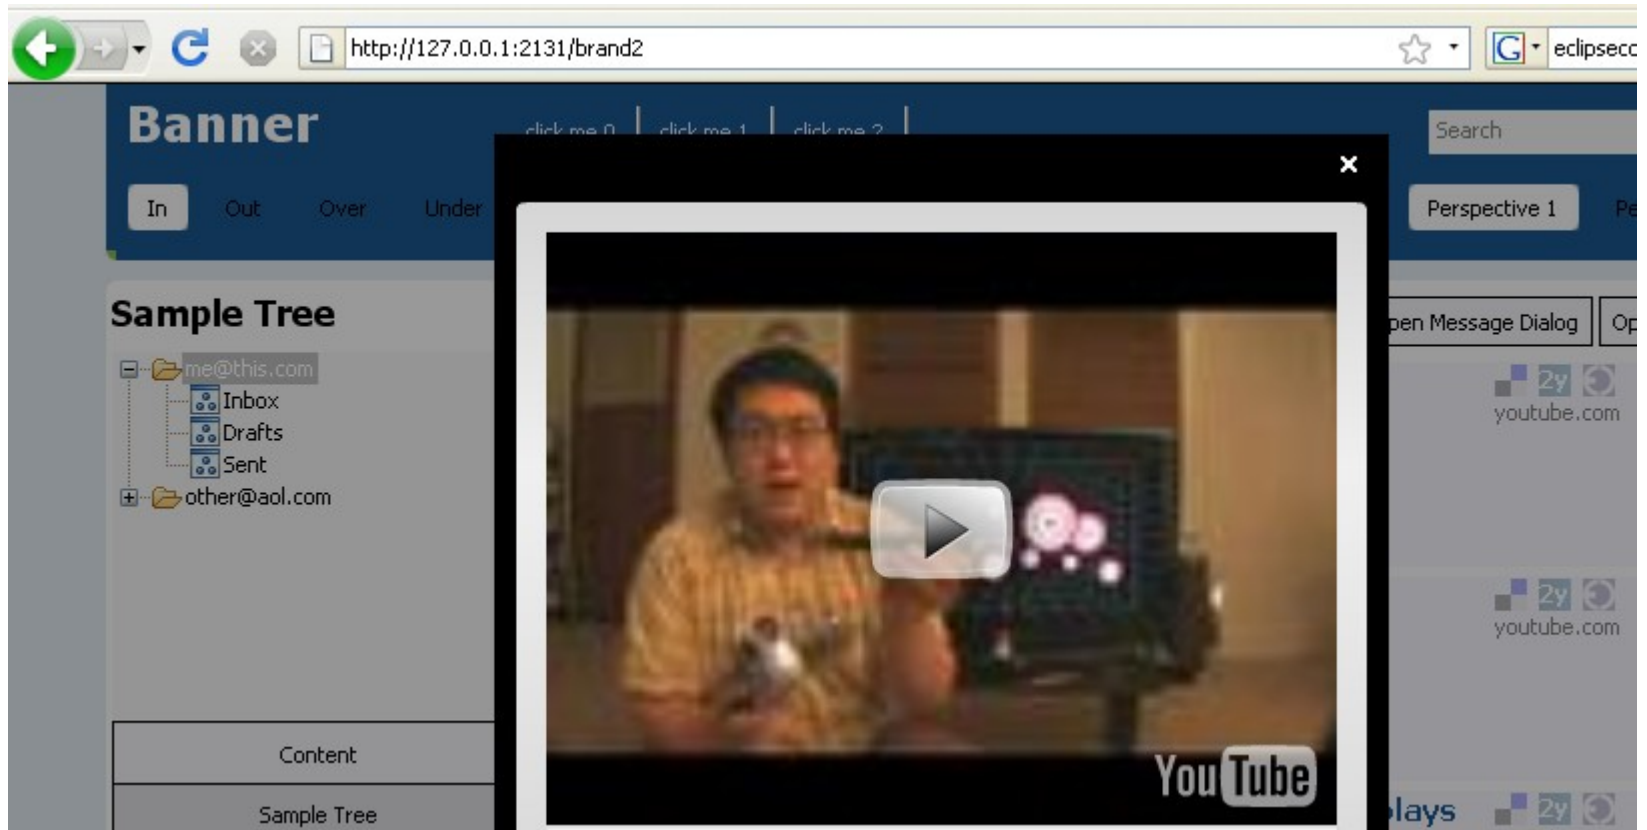 http://127.0.0.1:2131/brand2
eclipsecc
Banner
click me 0
click me 1
click me 2
Search
In
Out
Over
Under
Perspective 1
Pe
Sample Tree
pen Message Dialog
Op
me@this.com
Inbox
Drafts
Sent
other@aol.com
2y
youtube.com
2y
youtube.com
Content
Sample Tree
YouTube
lays
2y